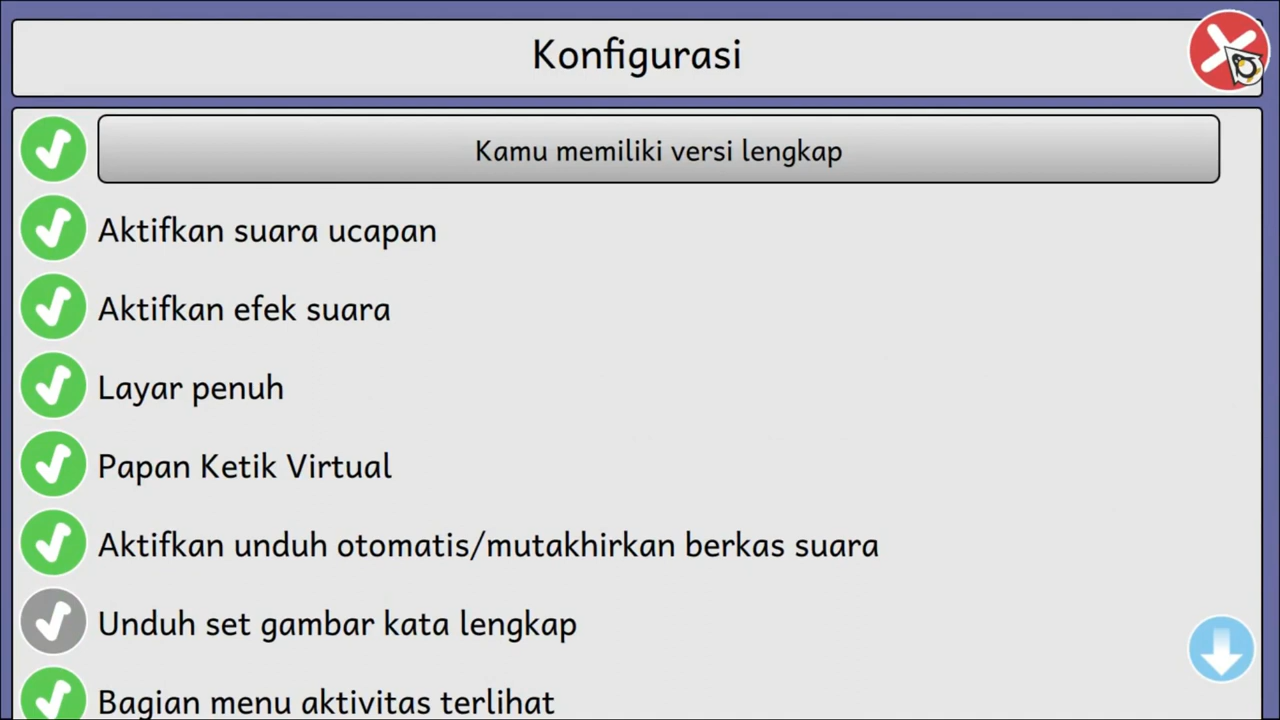 Konfigurasi
Kamu memiliki versi lengkap
Aktifkan suara ucapan
Aktifkan efek suara
Layar penuh
Papan Ketik Virtual
Aktifkan unduh otomatis/mutakhirkan berkas suara
Unduh set gambar kata lengkap
Bagian menu aktivitas terlihat